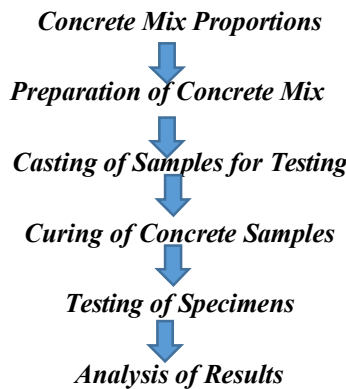 Concrete Mix Proportions
Preparation of Concrete Mix
Casting of Samples for Testing
Curing of Concrete Samples
Testing of Specimens
Analysis of Results